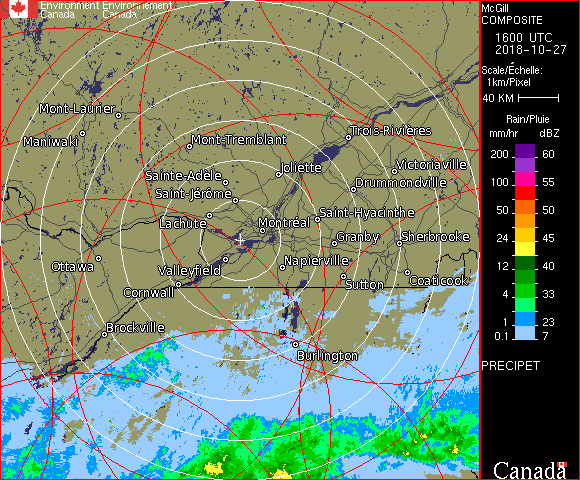 Environment Environnement
Canada Canada
McGill
COMPOSITE
1600 UTC
2018-10-27
Scale/Échelle:
1km/Pixel
40 KM
Rain/Pluie
mm/hr dBZ
200 60
150 57
100 55
50 50
24 45
12 40
4 33
1 23
0.1 7
PRECIPET
Canada
Mont-Laurier
Maniwaki
Mont-Tremblant
Trois-Rivières
Sainte-Adèle
Joliette
Victoriaville
Saint-Jérôme
Drummondville
Lachute
Montréal
Saint-Hyacinthe
Granby
Sherbrooke
Ottawa
Valleyfield
Napierville
Cornwall
Sutton
Coaticook
Brockville
Burlington